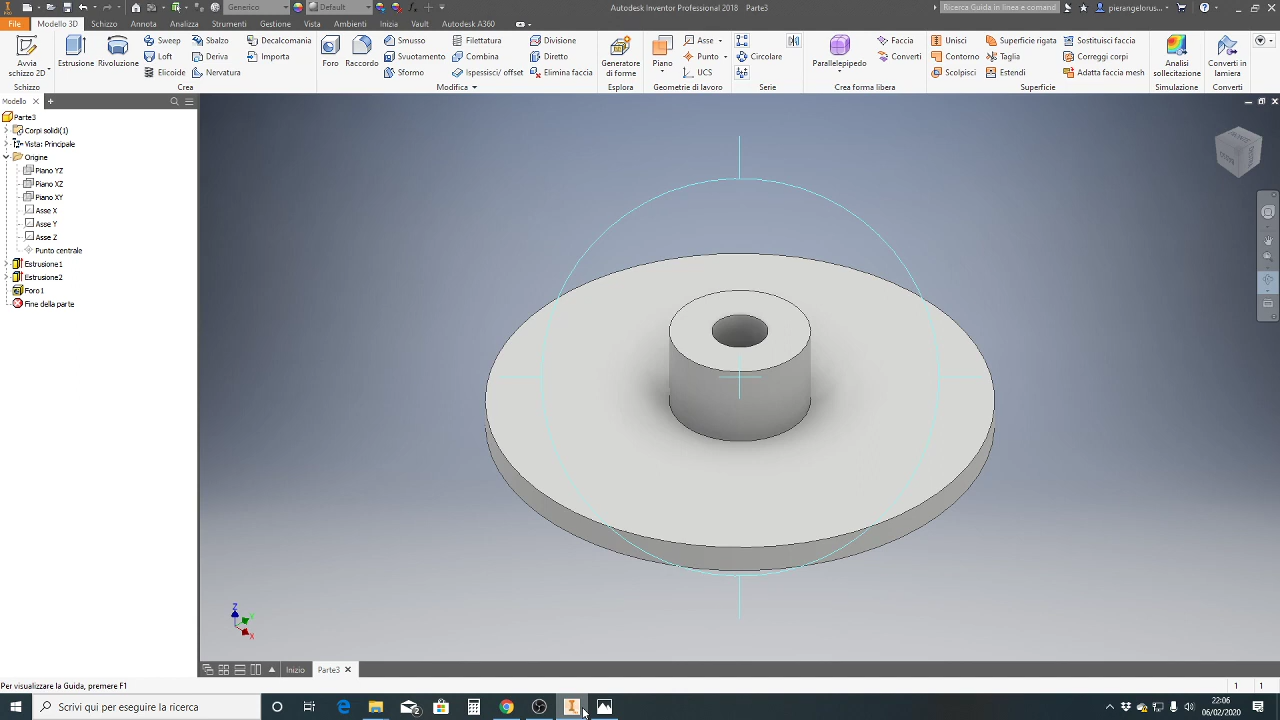 Autodesk Inventor Professional 2018 Parte3
Ricerca Guida in linea e comand
pierangelorus...
Generico
Default
File Modello 3D Schizzo Annota Analizza Strumenti Gestione Vista Ambienti Inizia Vault Autodesk A360
Avvia
schizzo 2D
Schizzo
Estrusione
Rivoluzione
Sweep
Loft
Elicoide
Sbalzo
Deriva
Nervatura
Decalcomania
Importa
Crea
Foro
Raccordo
Smusso
Svuotamento
Sformo
Filettatura
Combina
Ispessisci/ offset
Divisione
Diretto
Elimina faccia
Modifica
Generatore
di forme
Esplora
Piano
Asse
Punto
UCS
Geometria di lavoro
Circolare
Serie
Parallelepipedo
Faccia
Converti
Crea forma libera
Unisci
Contorno
Scolpisci
Superficie rigata
Taglia
Estendi
Sostituisci faccia
Correggi corpi
Adatta faccia mesh
Superficie
Analisi
sollecitazione
Simulazione
Converti in
lamiera
Converti
Modello
Parte3
Corpi solidi(1)
Vista: Principale
Origine
Piano YZ
Piano XZ
Piano XY
Asse X
Asse Y
Asse Z
Punto centrale
Estrusione1
Estrusione2
Foro1
Fine della parte
Z
Y
X
Inizio Parte3
Per visualizzare la Guida, premere F1
1 1
Scrivi qui per eseguire la ricerca
2
22:06
06/02/2020